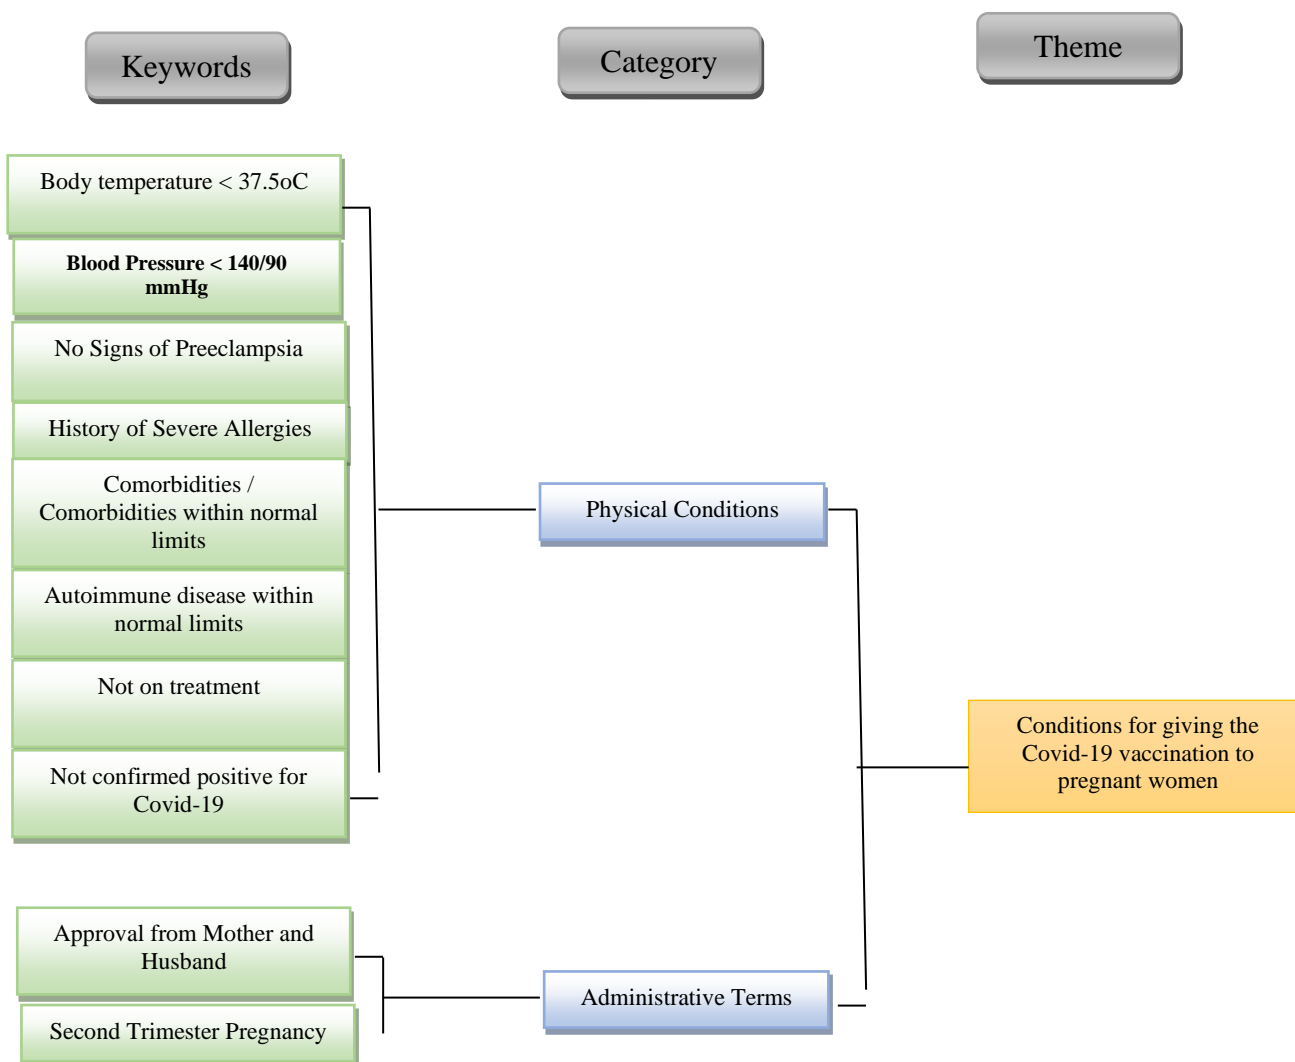 Keywords
Category
Theme
Body temperature < 37.5oC
Blood Pressure < 140/90
mmHg
No Signs of Preeclampsia
History of Severe Allergies
Comorbidities /
Comorbidities within normal
limits
Autoimmune disease within
normal limits
Not on treatment
Not confirmed positive for
Covid-19
Approval from Mother and
Husband
Second Trimester Pregnancy
Physical Conditions
Administrative Terms
Conditions for giving the
Covid-19 vaccination to
pregnant women